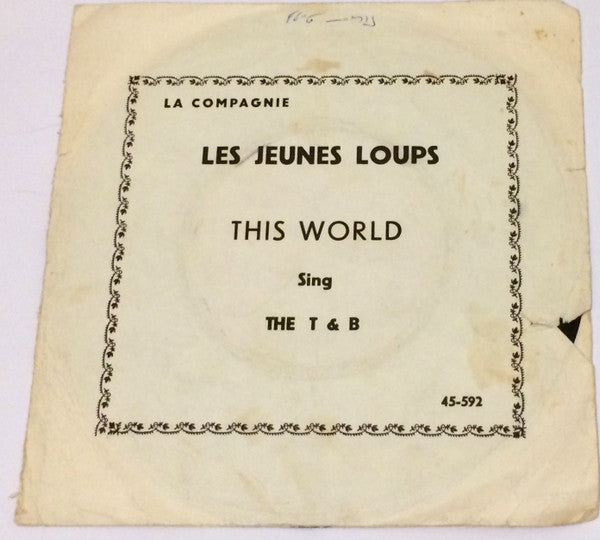 LA COMPAGNIE
LES JEUNES LOUPS
THIS WORLD
Sing
THE T & B
45-592